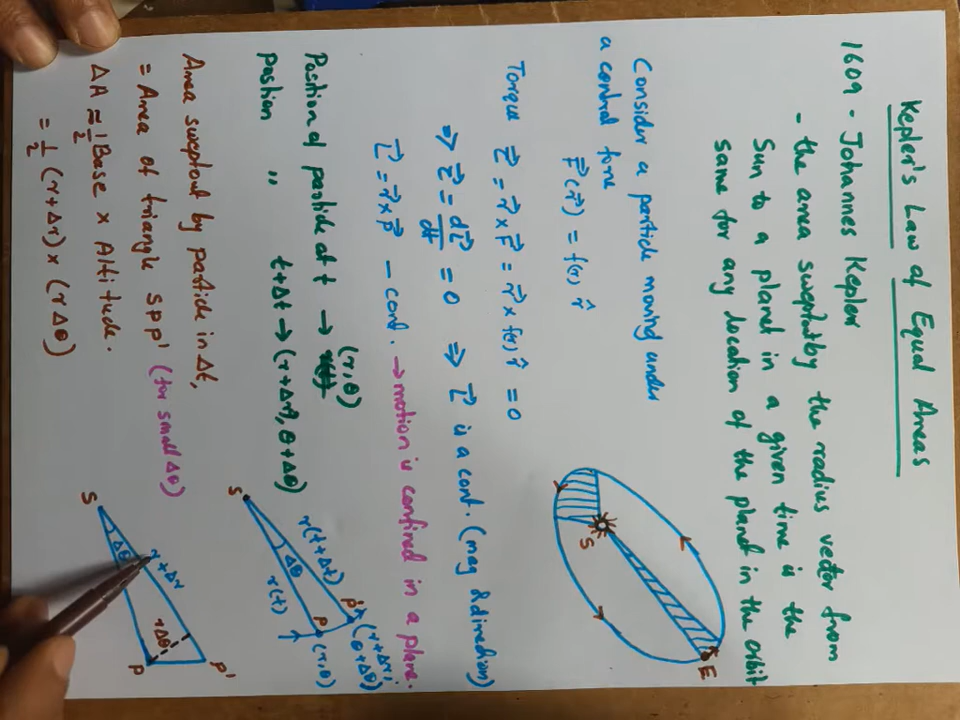 Kepler's Law of Equal Areas
1609 - Johannes Kepler
- the area sweptout by the radius vector from
Sun to a planet in a given time is the
same for any location of the planet in the orbit
S
E
Consider a particle moving under
a central force
F⃗(r⃗) = f(r) r̂
Torque τ⃗ = r⃗ × F⃗ = r⃗ × f(r) r̂ = 0
⇒ τ⃗ = dL⃗/dt = 0 ⇒ L⃗ is a const. (mag & direction)
L⃗ = r⃗ × p⃗ - const. → motion is confined in a plane.
Position of particle at t → (r, θ)
position " t+Δt → (r+Δr, θ+Δθ)
S
r(t+Δt)
Δθ
r(t)
P'
(r+Δr,
θ+Δθ)
P
(r,θ)
Area sweptout by particle in Δt,
= Area of triangle SPP' (for small Δθ)
ΔA ≈ 1/2 Base × Altitude.
= 1/2 (r+Δr) × (rΔθ)
S
Δθ
r+Δr
rΔθ
P
P'